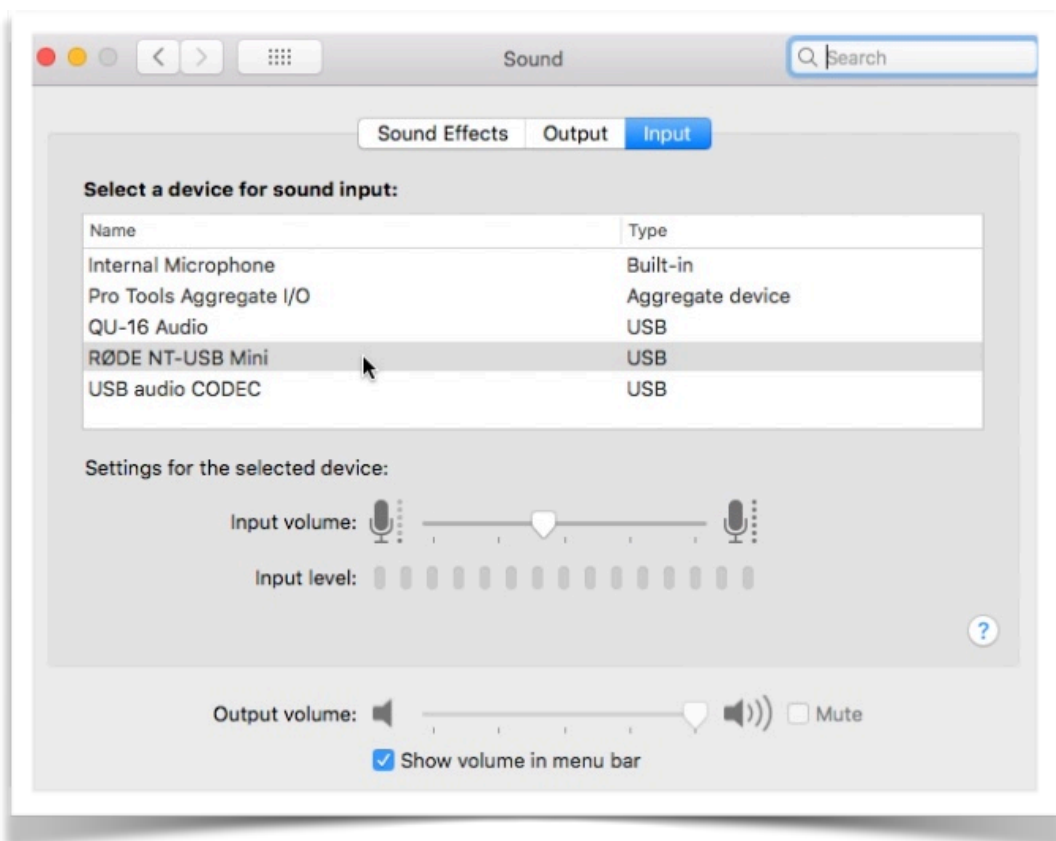 Sound
Search
Sound Effects Output Input
Select a device for sound input:
Name Type
Internal Microphone Built-in
Pro Tools Aggregate I/O Aggregate device
QU-16 Audio USB
RØDE NT-USB Mini USB
USB audio CODEC USB
Settings for the selected device:
Input volume:
Input level:
?
Output volume: Mute
Show volume in menu bar